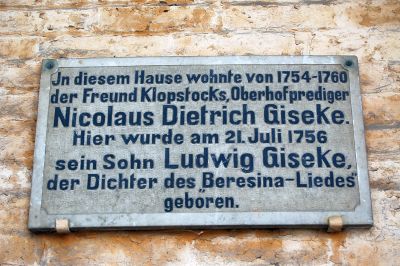 In diesem Hause wohnte von 1754-1760
der Freund Klopstocks, Oberhofprediger
Nicolaus Dietrich Giseke.
Hier wurde am 21. Juli 1756
sein Sohn Ludwig Giseke,
der Dichter des "Beresina-Liedes"
geboren.